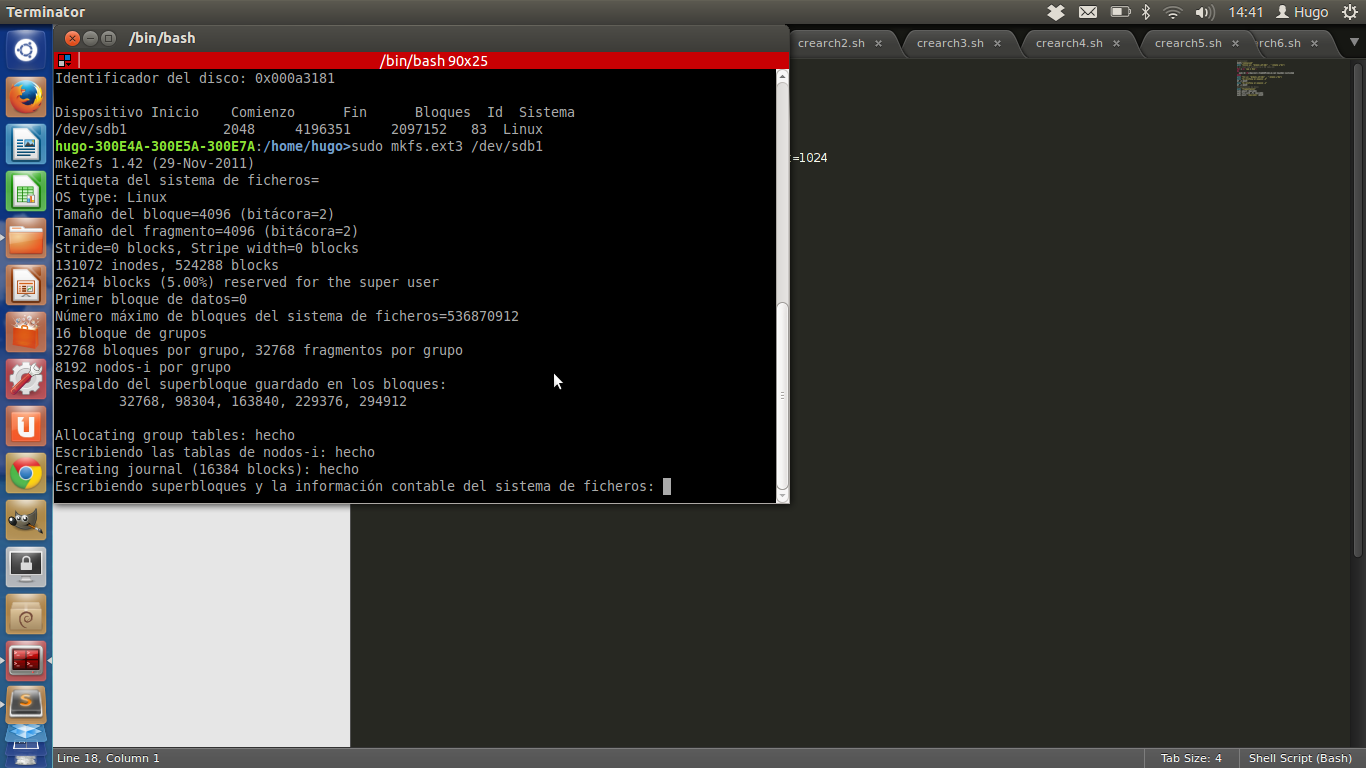 Terminator
14:41 Hugo
/bin/bash
/bin/bash 90x25
crearch2.sh × crearch3.sh × crearch4.sh × crearch5.sh × rch6.sh ×
=1024
Identificador del disco: 0x000a3181
Dispositivo Inicio    Comienzo      Fin      Bloques  Id  Sistema
/dev/sdb1            2048     4196351     2097152   83  Linux
hugo-300E4A-300E5A-300E7A:/home/hugo>sudo mkfs.ext3 /dev/sdb1
mke2fs 1.42 (29-Nov-2011)
Etiqueta del sistema de ficheros=
OS type: Linux
Tamaño del bloque=4096 (bitácora=2)
Tamaño del fragmento=4096 (bitácora=2)
Stride=0 blocks, Stripe width=0 blocks
131072 inodes, 524288 blocks
26214 blocks (5.00%) reserved for the super user
Primer bloque de datos=0
Número máximo de bloques del sistema de ficheros=536870912
16 bloque de grupos
32768 bloques por grupo, 32768 fragmentos por grupo
8192 nodos-i por grupo
Respaldo del superbloque guardado en los bloques:
32768, 98304, 163840, 229376, 294912
Allocating group tables: hecho
Escribiendo las tablas de nodos-i: hecho
Creating journal (16384 blocks): hecho
Escribiendo superbloques y la información contable del sistema de ficheros:
Line 18, Column 1
Tab Size: 4
Shell Script (Bash)